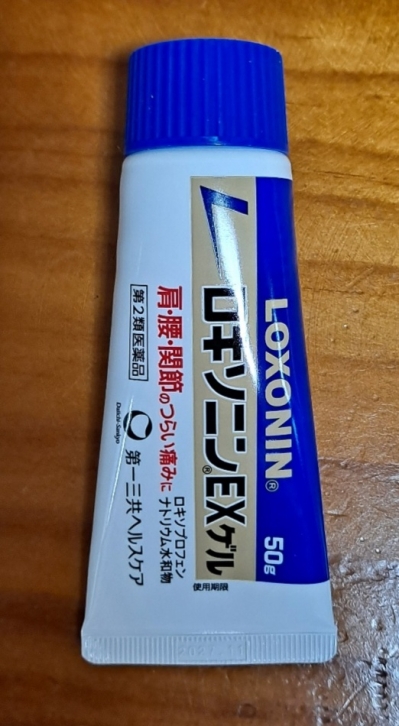 LOXONIN®
50g
ロキソニン®EXゲル
使用期限
肩・腰・関節のつらい痛みに
ロキソプロフェン
ナトリウム水和物
第2類医薬品
Daiichi-Sankyo
第一三共ヘルスケア